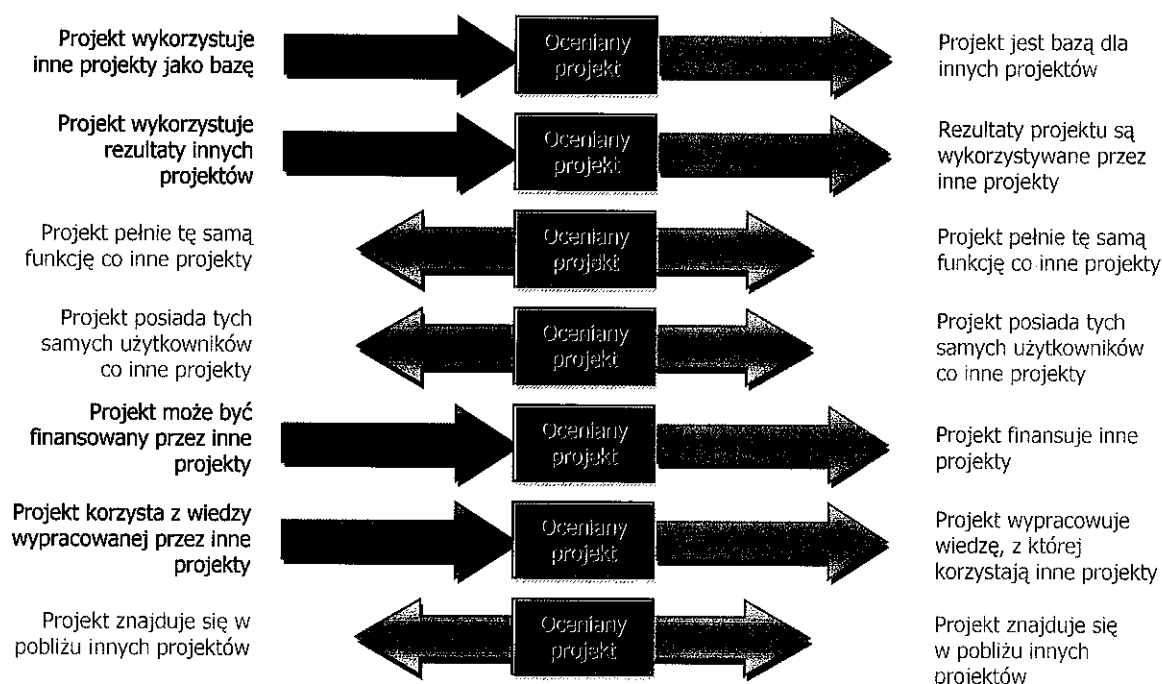 Projekt wykorzystuje
inne projekty jako bazę
Oceniany
projekt
Projekt jest bazą dla
innych projektów
Projekt wykorzystuje
rezultaty innych
projektów
Oceniany
projekt
Rezultaty projektu są
wykorzystywane przez
inne projekty
Projekt pełnie tę samą
funkcję co inne projekty
Oceniany
projekt
Projekt pełnie tę samą
funkcję co inne projekty
Projekt posiada tych
samych użytkowników
co inne projekty
Oceniany
projekt
Projekt posiada tych
samych użytkowników
co inne projekty
Projekt może być
finansowany przez inne
projekty
Oceniany
projekt
Projekt finansuje inne
projekty
Projekt korzysta z wiedzy
wypracowanej przez inne
projekty
Oceniany
projekt
Projekt wypracowuje
wiedzę, z której
korzystają inne projekty
Projekt znajduje się w
pobliżu innych projektów
Oceniany
projekt
Projekt znajduje się
w pobliżu innych
projektów